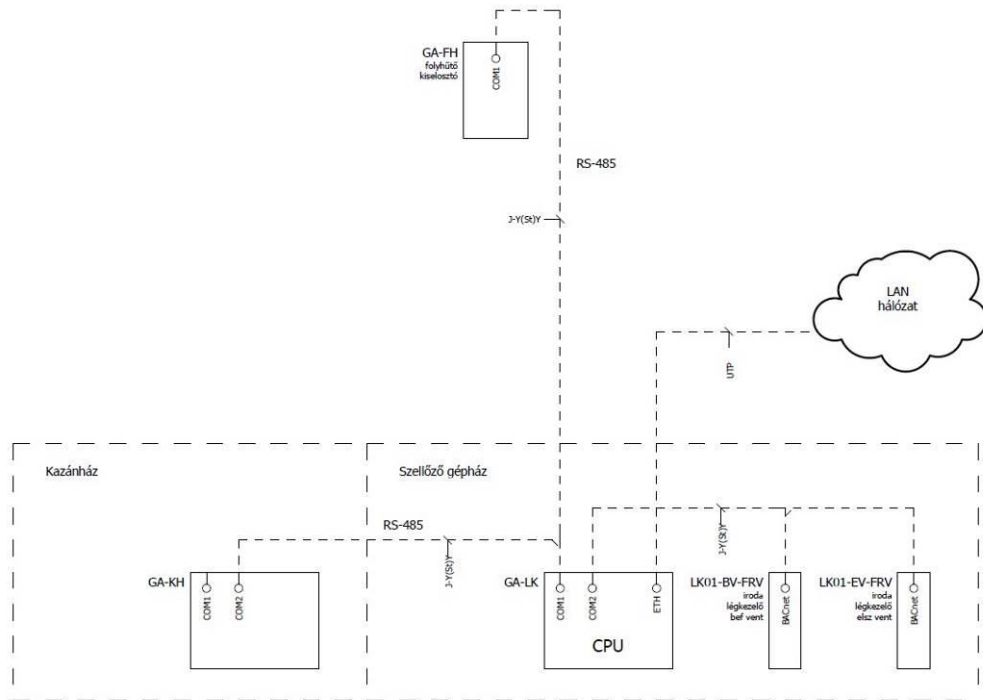 GA-FH
folyhűtő
kiselosztó
COM1
RS-485
J-Y(St)Y
LAN
hálózat
UTP
Kazánház
Szellőző gépház
RS-485
J-Y(St)Y
J-Y(St)Y
GA-KH
COM1
COM2
GA-LK
COM1
COM2
ETH
CPU
LK01-BV-FRV
iroda
légkezelő
bef vent
BACnet
LK01-EV-FRV
iroda
légkezelő
elsz vent
BACnet